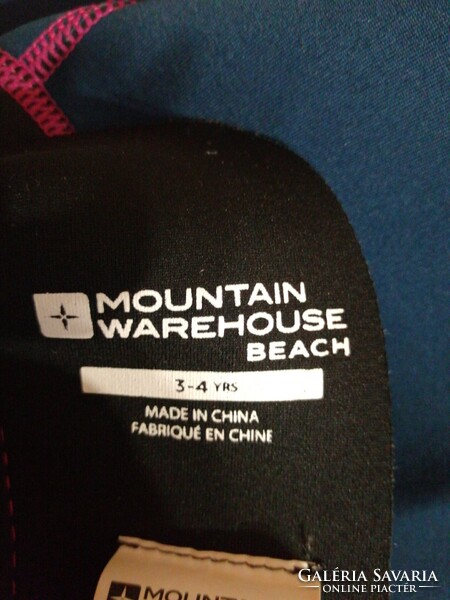 MOUNTAIN
WAREHOUSE
BEACH
3-4 YRS
MADE IN CHINA
FABRIQUÉ EN CHINE
GALÉRIA SAVARIA
ONLINE PIACTÉR